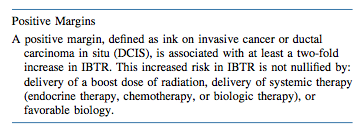 Positive Margins
A positive margin, defined as ink on invasive cancer or ductal
carcinoma in situ (DCIS), is associated with at least a two-fold
increase in IBTR. This increased risk in IBTR is not nullified by:
delivery of a boost dose of radiation, delivery of systemic therapy
(endocrine therapy, chemotherapy, or biologic therapy), or
favorable biology.